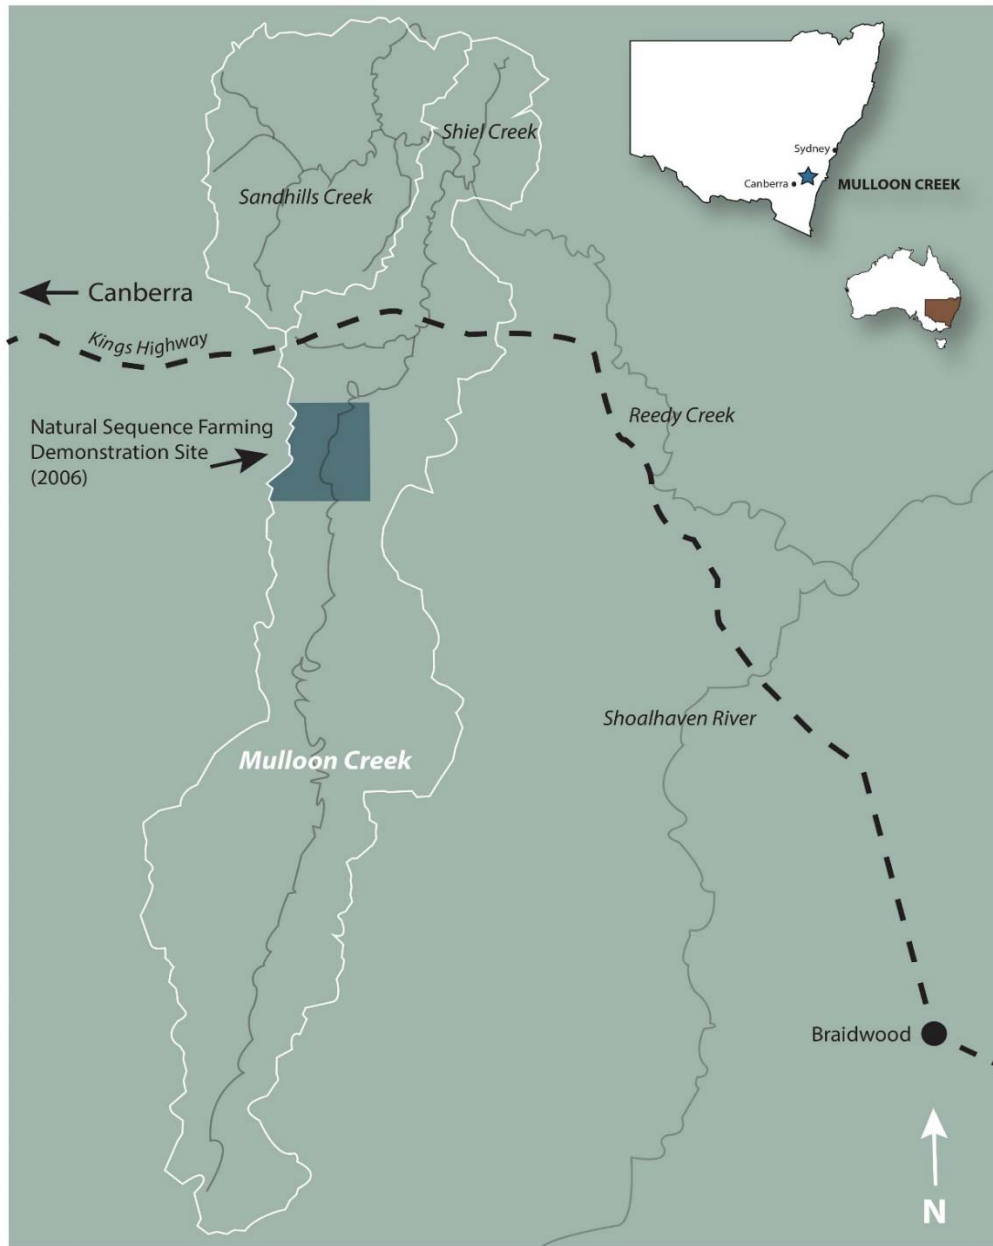 Shiel Creek
Sandhills Creek
Sydney
Canberra
MULLOON CREEK
Canberra
Kings Highway
Reedy Creek
Natural Sequence Farming
Demonstration Site
(2006)
Shoalhaven River
Mulloon Creek
Braidwood
N